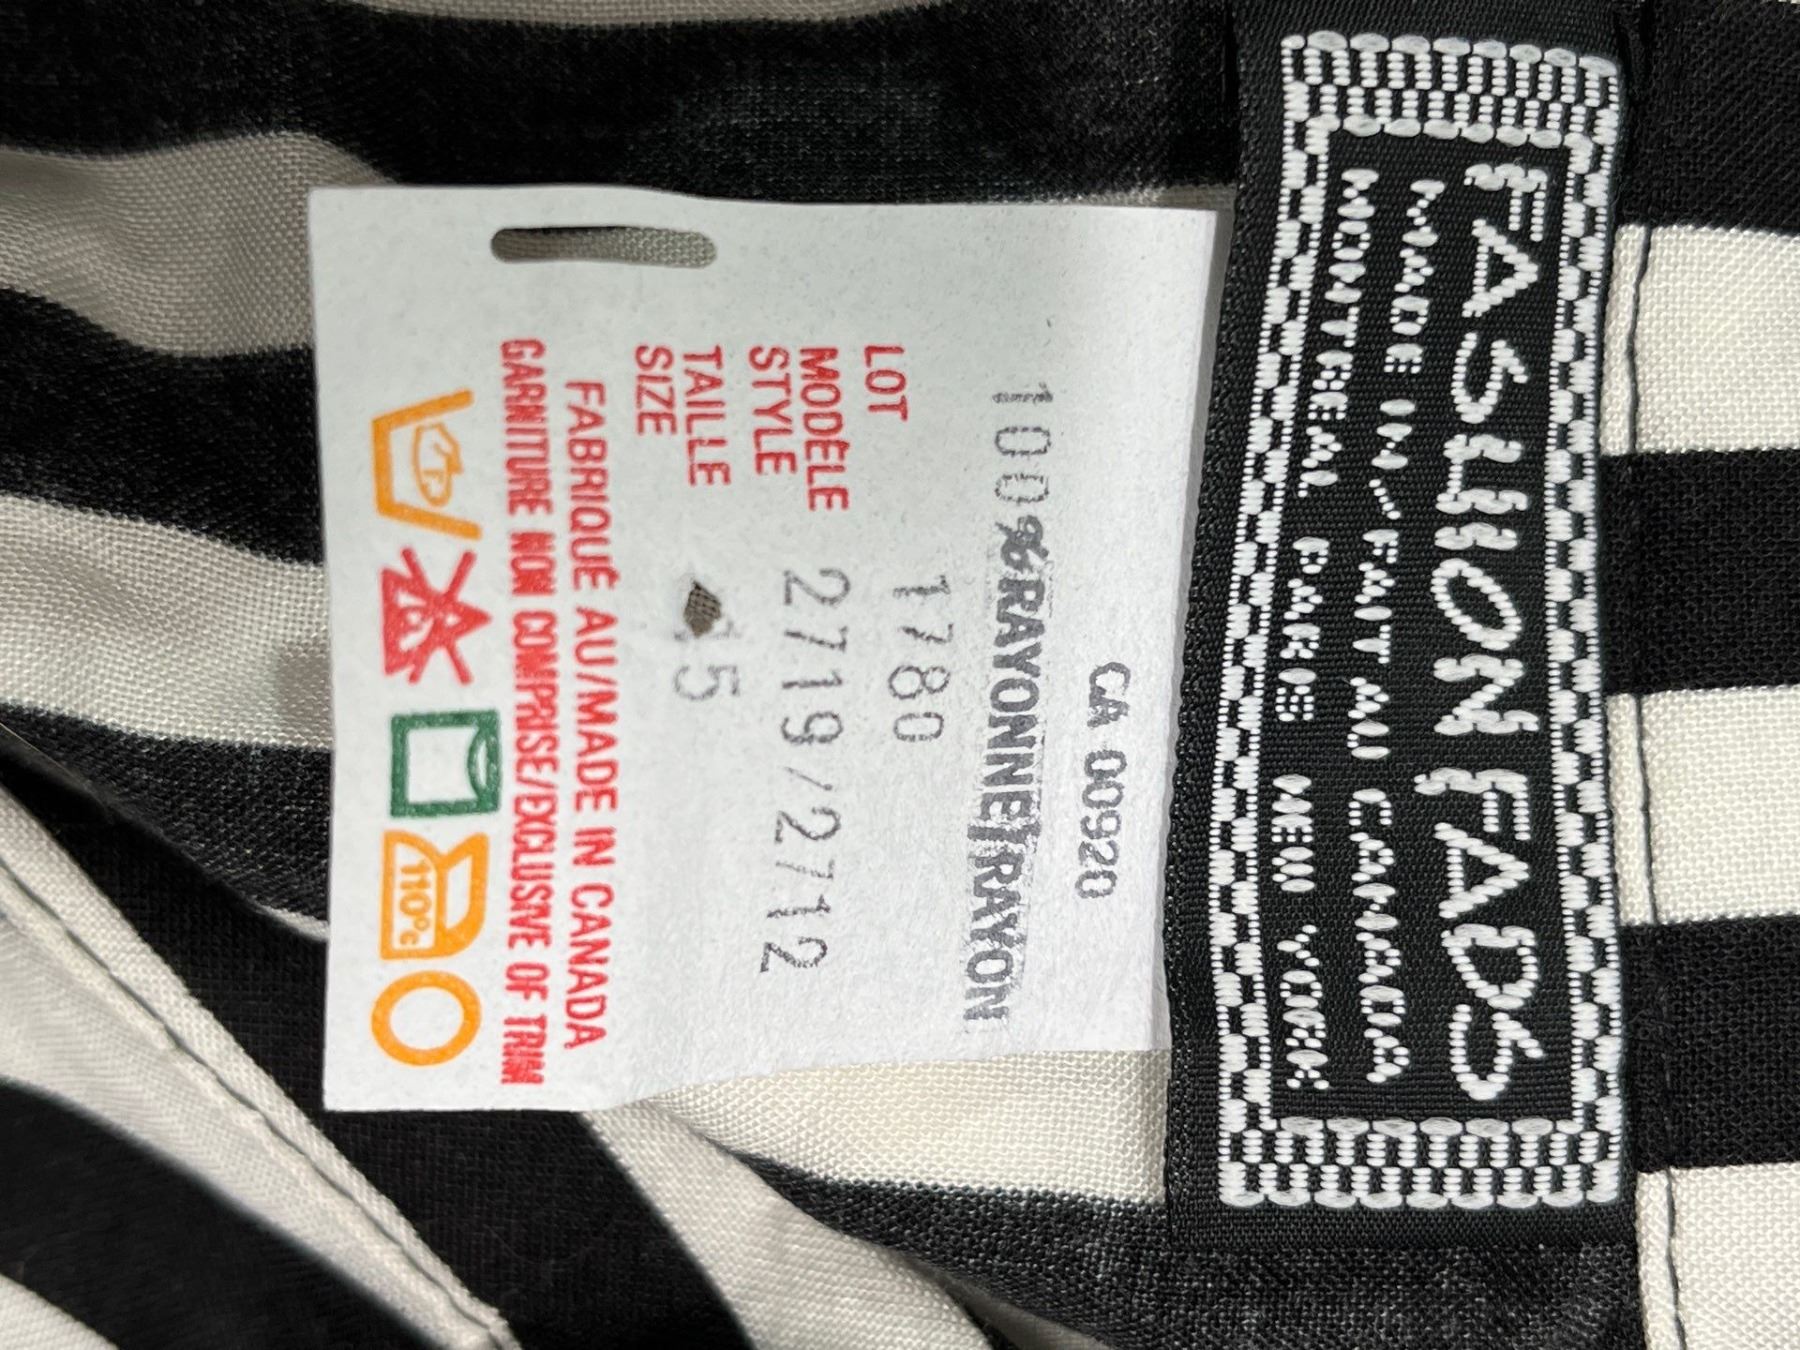 FASHION FADS
MADE IN/FAIT AU CANADA
MONTREAL PARIS NEW YORK
CA 00920
100%RAYONNE/RAYON
LOT 1780
MODÈLE
STYLE 2719/2712
TAILLE
SIZE 5
FABRIQUÉ AU/MADE IN CANADA
GARNITURE NON COMPRISE/EXCLUSIVE OF TRIM
110°C